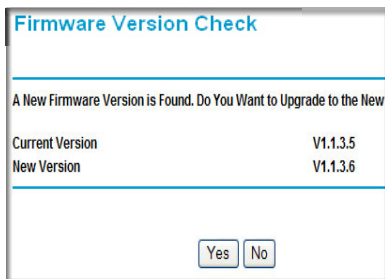 Firmware Version Check
A New Firmware Version is Found. Do You Want to Upgrade to the New
Current Version V1.1.3.5
New Version V1.1.3.6
Yes No